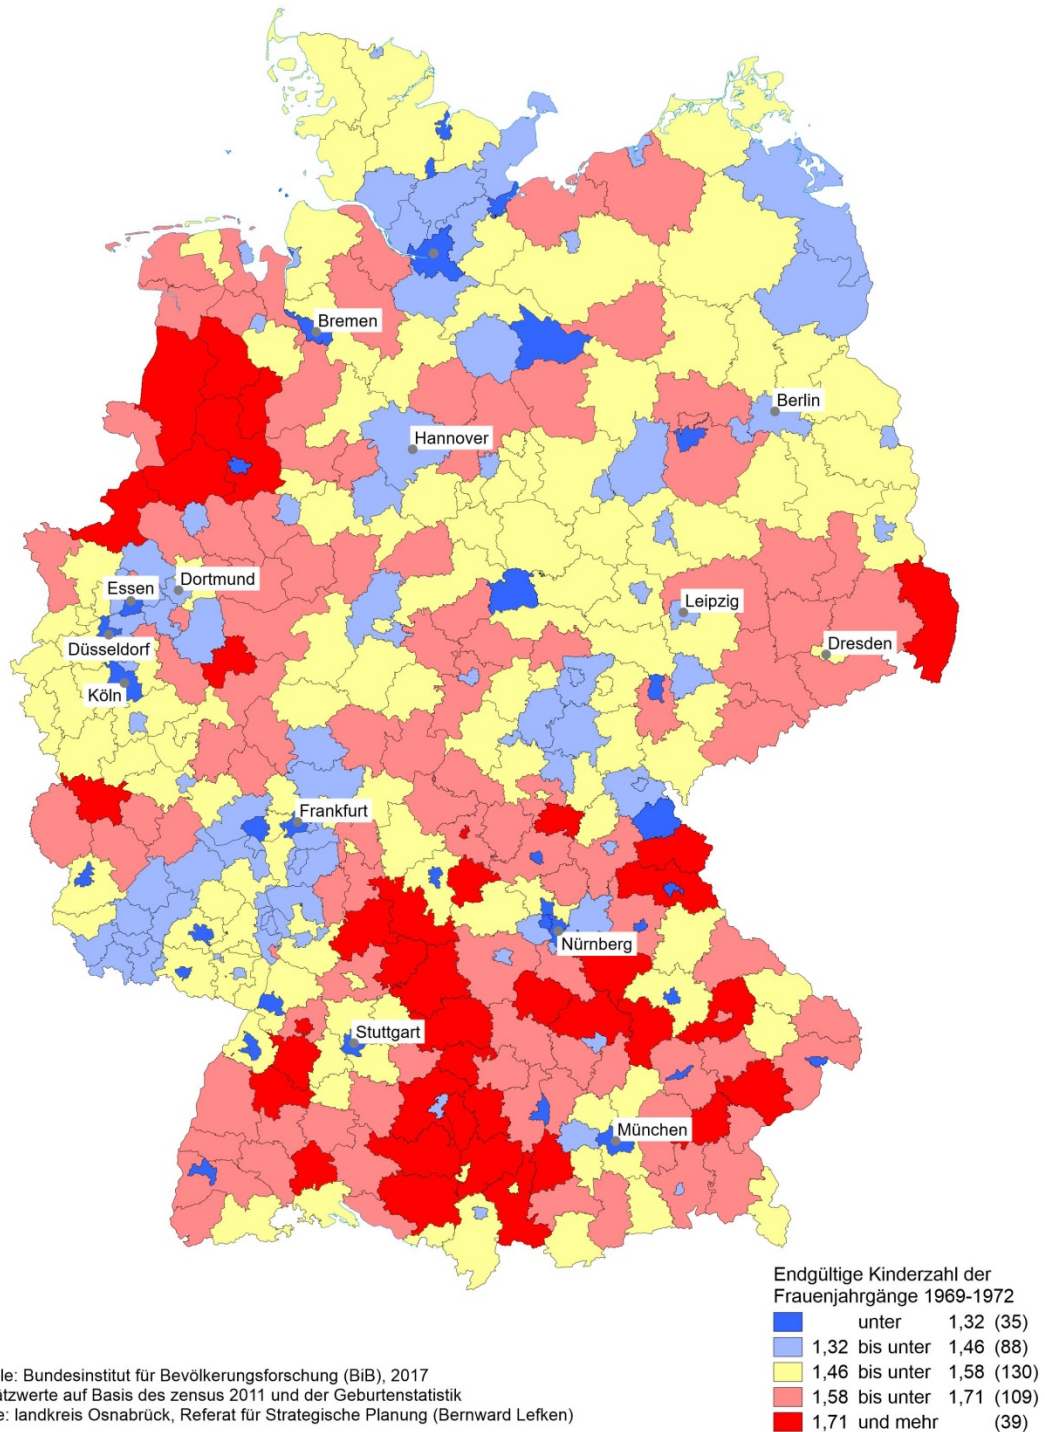 Bremen
Berlin
Hannover
Essen
Dortmund
Leipzig
Düsseldorf
Dresden
Köln
Frankfurt
Nürnberg
Stuttgart
München
Endgültige Kinderzahl der
Frauenjahrgänge 1969-1972
unter 1,32 (35)
1,32 bis unter 1,46 (88)
1,46 bis unter 1,58 (130)
1,58 bis unter 1,71 (109)
1,71 und mehr (39)
le: Bundesinstitut für Bevölkerungsforschung (BiB), 2017
ätzwerte auf Basis des zensus 2011 und der Geburtenstatistik
e: landkreis Osnabrück, Referat für Strategische Planung (Bernward Lefken)